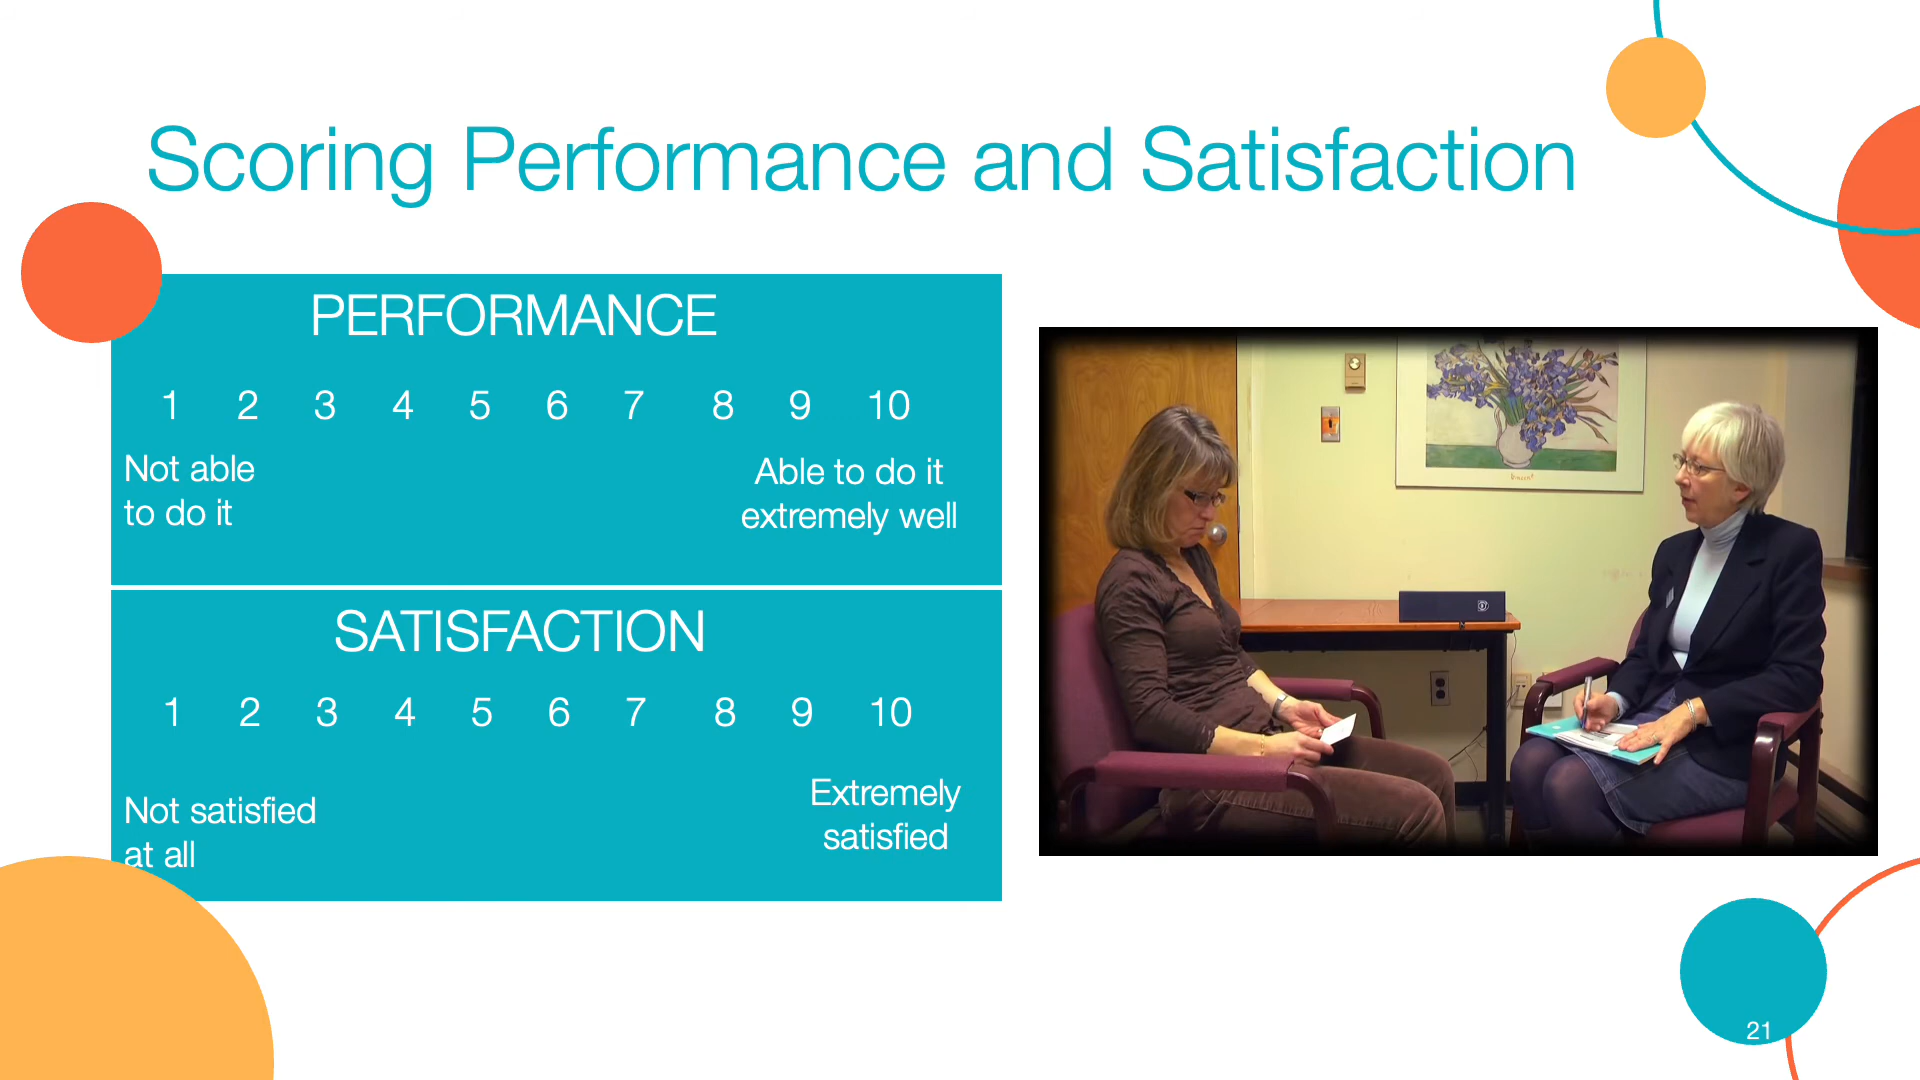 Scoring Performance and Satisfaction
PERFORMANCE
1 2 3 4 5 6 7 8 9 10
Not able
to do it
Able to do it
extremely well
SATISFACTION
1 2 3 4 5 6 7 8 9 10
Not satisfied
at all
Extremely
satisfied
Vincent
21